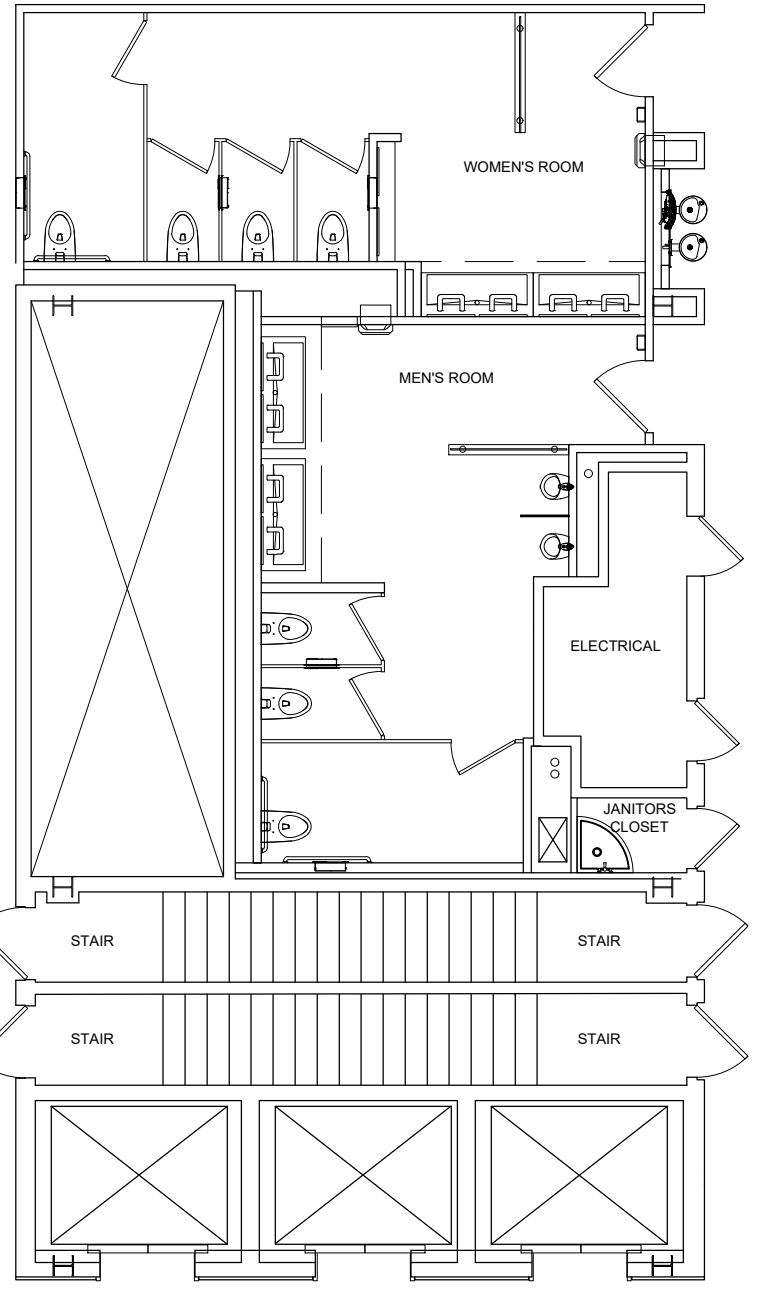 WOMEN'S ROOM
MEN'S ROOM
ELECTRICAL
JANITORS
CLOSET
STAIR
STAIR
STAIR
STAIR